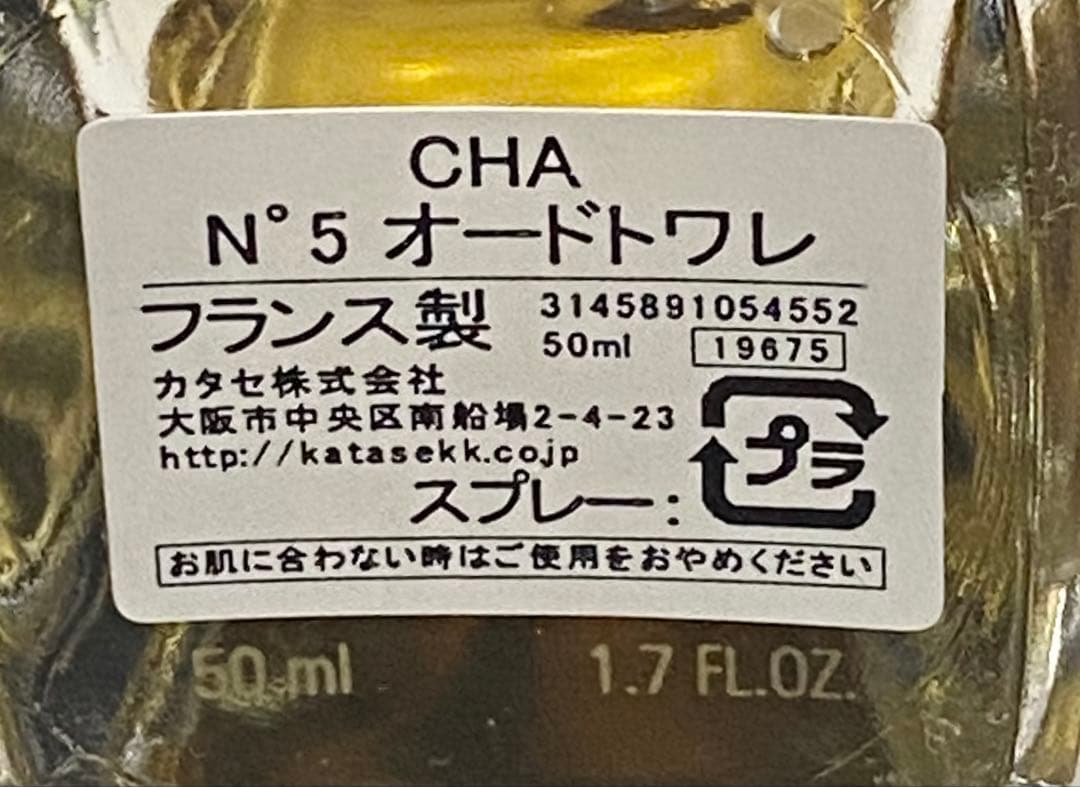 CHA
N°5 オードトワレ
フランス製
3145891054552
50ml 19675
カタセ株式会社
大阪市中央区南船場2-4-23
http://katasekk.co.jp
プラ
スプレー:
お肌に合わない時はご使用をおやめください
50 ml 1.7 FL.OZ.